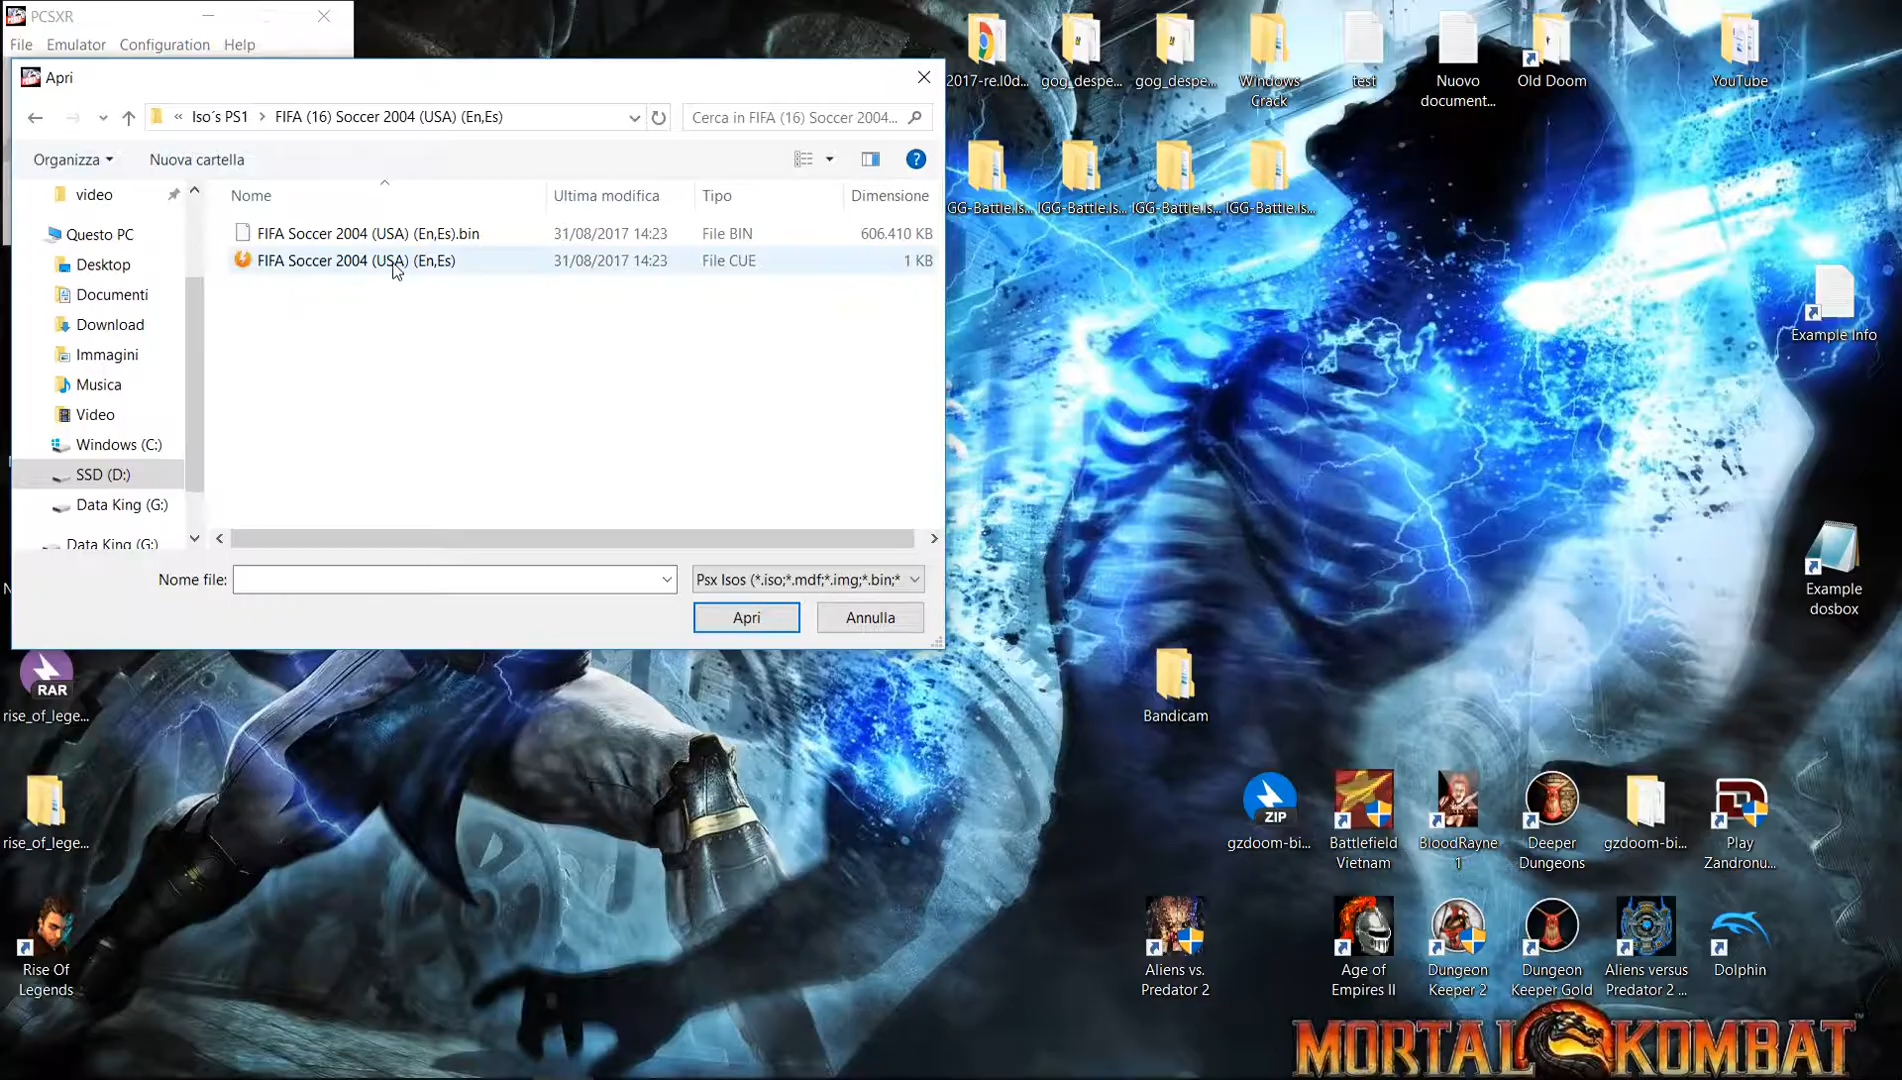 PCSXR
File Emulator Configuration Help
Apri
« Iso´s PS1 > FIFA (16) Soccer 2004 (USA) (En,Es)
Cerca in FIFA (16) Soccer 2004...
Organizza Nuova cartella
Nome Ultima modifica Tipo Dimensione
FIFA Soccer 2004 (USA) (En,Es).bin 31/08/2017 14:23 File BIN 606.410 KB
FIFA Soccer 2004 (USA) (En,Es) 31/08/2017 14:23 File CUE 1 KB
video
Questo PC
Desktop
Documenti
Download
Immagini
Musica
Video
Windows (C:)
SSD (D:)
Data King (G:)
Data King (G:)
Nome file:
Psx Isos (*.iso;*.mdf;*.img;*.bin;*
Apri Annulla
2017-re.l0d...
gog_despe...
gog_despe...
Windows
Crack
test
Nuovo
document...
Old Doom
YouTube
IGG-Battle.Is...
IGG-Battle.Is...
IGG-Battle.Is...
Example Info
Example
dosbox
RAR
rise_of_lege...
Bandicam
rise_of_lege...
ZIP
gzdoom-bi...
Battlefield
Vietnam
BloodRayne
1
Deeper
Dungeons
gzdoom-bi...
Play
Zandronu...
Rise Of
Legends
Aliens vs.
Predator 2
Age of
Empires II
Dungeon
Keeper 2
Dungeon
Keeper Gold
Aliens versus
Predator 2 ...
Dolphin
MORTAL KOMBAT